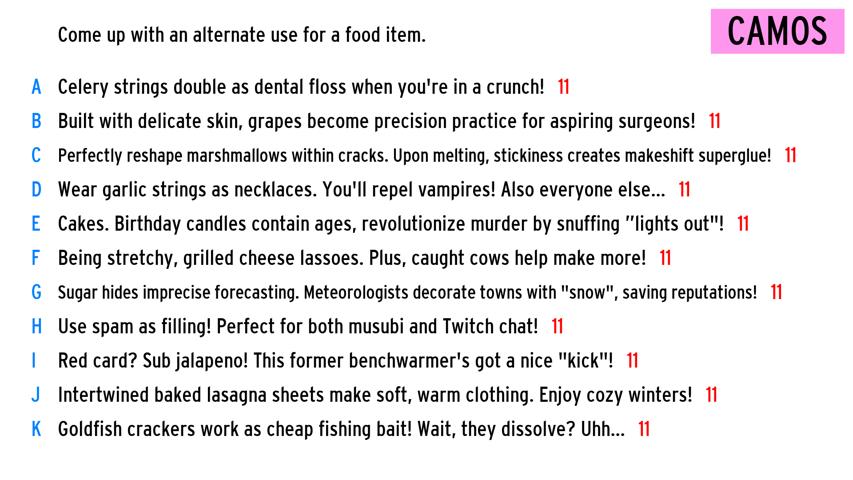 Come up with an alternate use for a food item.
CAMOS
A Celery strings double as dental floss when you're in a crunch! 11
B Built with delicate skin, grapes become precision practice for aspiring surgeons! 11
C Perfectly reshape marshmallows within cracks. Upon melting, stickiness creates makeshift superglue! 11
D Wear garlic strings as necklaces. You'll repel vampires! Also everyone else... 11
E Cakes. Birthday candles contain ages, revolutionize murder by snuffing "lights out"! 11
F Being stretchy, grilled cheese lassoes. Plus, caught cows help make more! 11
G Sugar hides imprecise forecasting. Meteorologists decorate towns with "snow", saving reputations! 11
H Use spam as filling! Perfect for both musubi and Twitch chat! 11
I Red card? Sub jalapeno! This former benchwarmer's got a nice "kick"! 11
J Intertwined baked lasagna sheets make soft, warm clothing. Enjoy cozy winters! 11
K Goldfish crackers work as cheap fishing bait! Wait, they dissolve? Uhh... 11